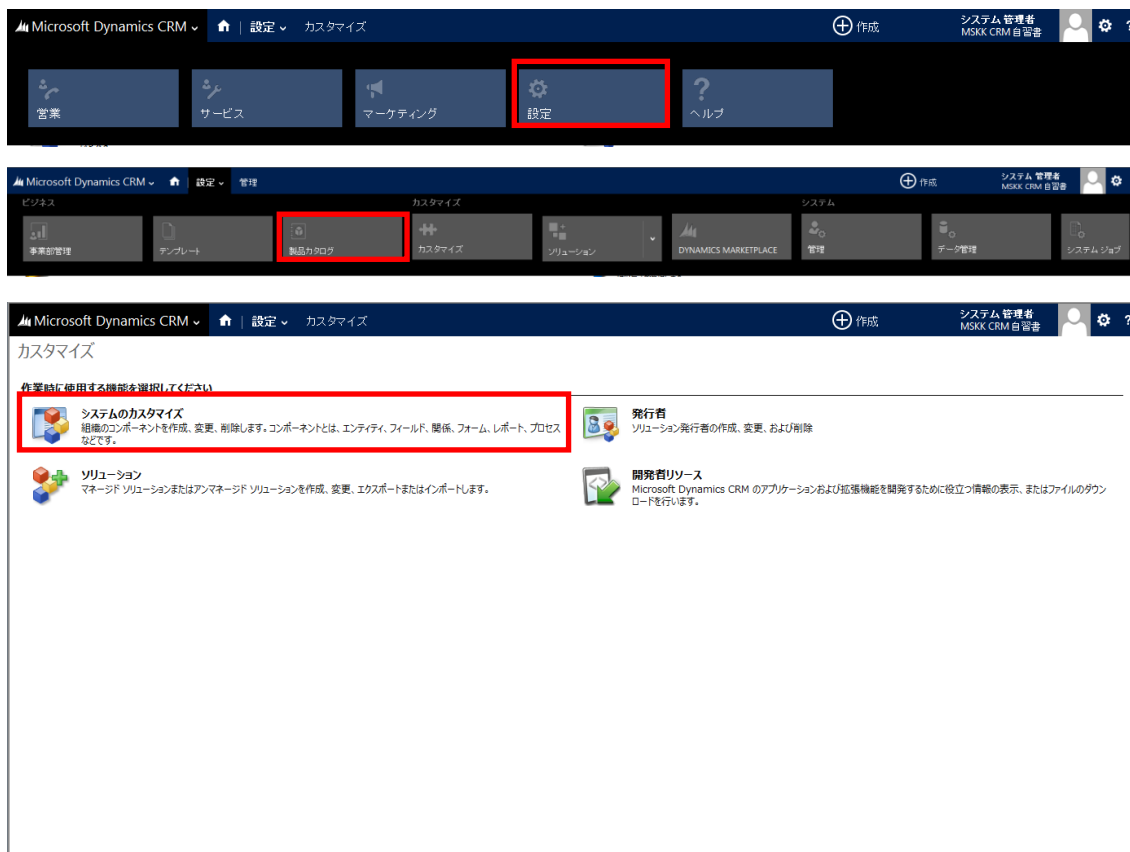 Microsoft Dynamics CRM 設定 カスタマイズ 作成 システム 管理者
MSKK CRM 自習書
営業 サービス マーケティング 設定 ヘルプ
Microsoft Dynamics CRM 設定 管理 作成 システム 管理者
MSKK CRM 自習書
ビジネス カスタマイズ システム
事業部管理 テンプレート 製品カタログ カスタマイズ ソリューション DYNAMICS MARKETPLACE 管理 データ管理 システム ジョブ
Microsoft Dynamics CRM 設定 カスタマイズ 作成 システム 管理者
MSKK CRM 自習書
カスタマイズ
作業時に使用する機能を選択してください
システムのカスタマイズ
組織のコンポーネントを作成、変更、削除します。コンポーネントとは、エンティティ、フィールド、関係、フォーム、レポート、プロセス
などです。
発行者
ソリューション発行者の作成、変更、および削除
ソリューション
マネージド ソリューションまたはアンマネージド ソリューションを作成、変更、エクスポートまたはインポートします。
開発者リソース
Microsoft Dynamics CRM のアプリケーションおよび拡張機能を開発するために役立つ情報の表示、またはファイルのダウン
ロードを行います。